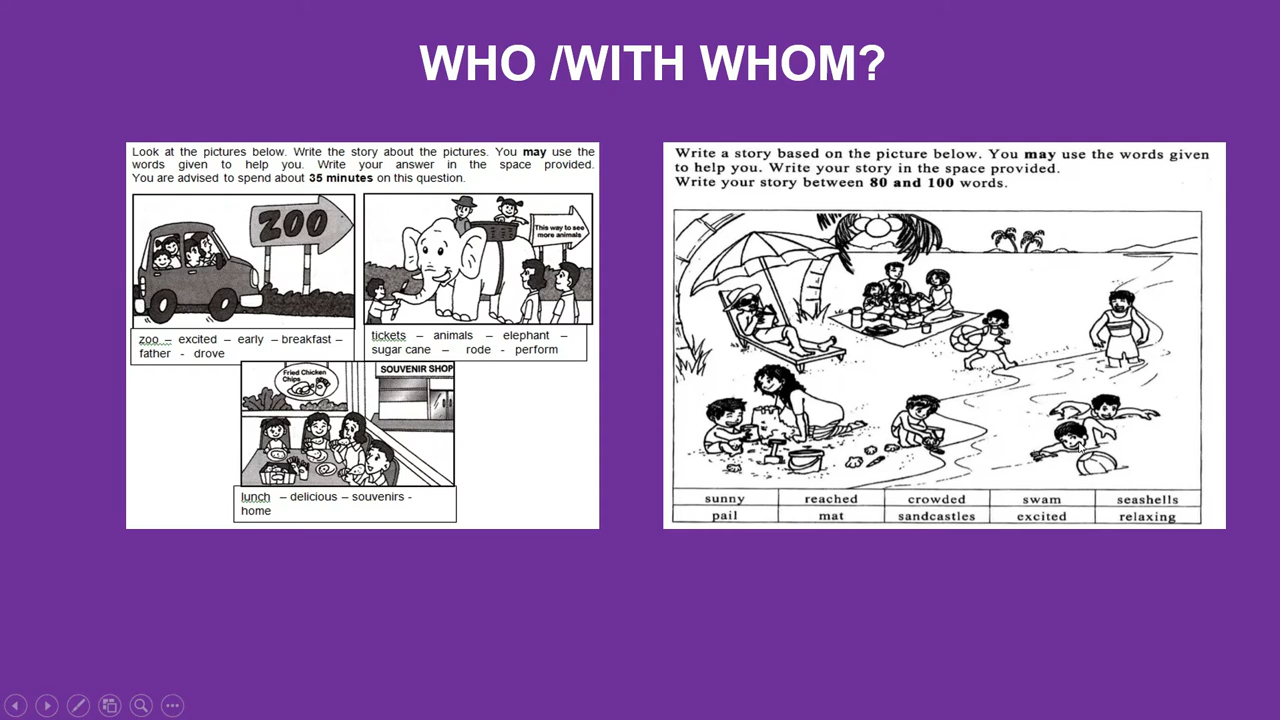 WHO /WITH WHOM?
Look at the pictures below. Write the story about the pictures. You may use the
words given to help you. Write your answer in the space provided.
You are advised to spend about 35 minutes on this question.
ZOO
zoo – excited – early – breakfast –
father - drove
This way to see
more animals
tickets – animals – elephant –
sugar cane – rode - perform
Fried Chicken
Chips
SOUVENIR SHOP
lunch – delicious – souvenirs -
home
Write a story based on the picture below. You may use the words given
to help you. Write your story in the space provided.
Write your story between 80 and 100 words.
sunny reached crowded swam seashells
pail mat sandcastles excited relaxing